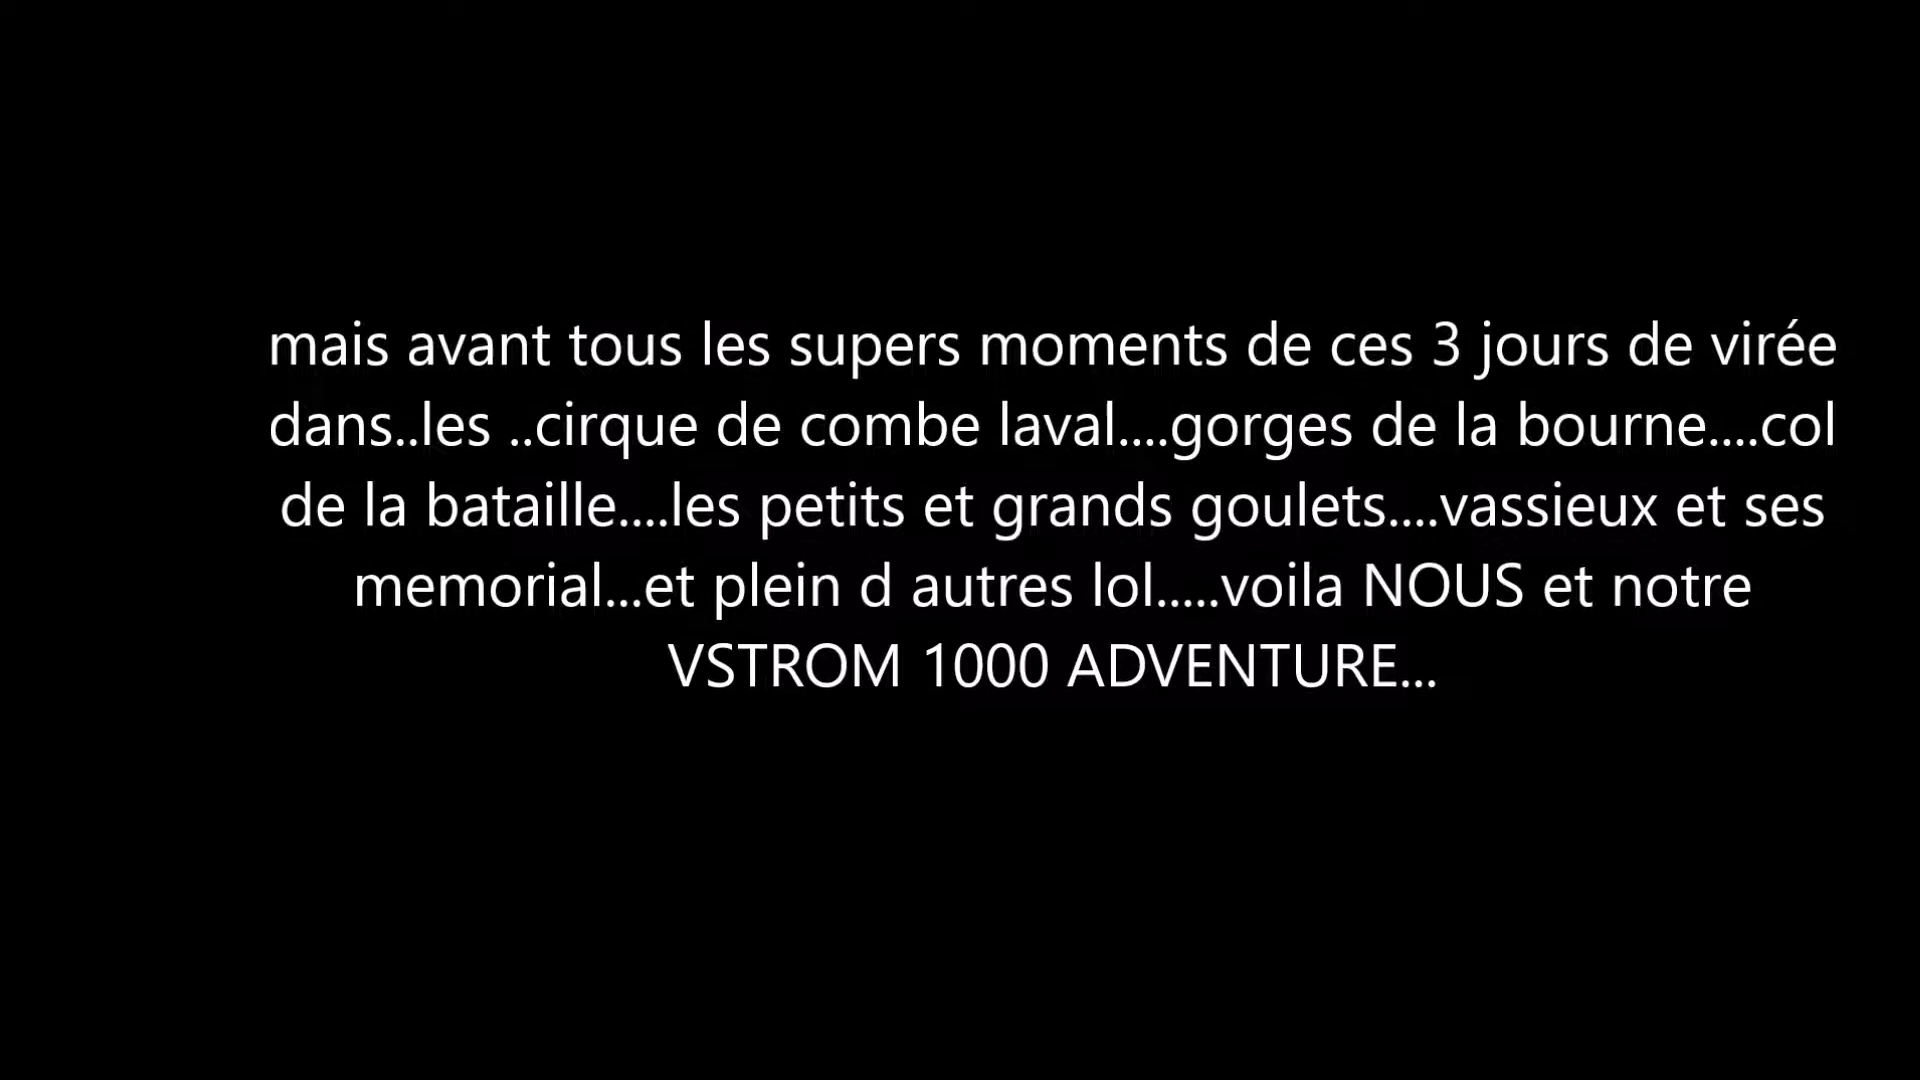 mais avant tous les supers moments de ces 3 jours de virée
dans..les ..cirque de combe laval....gorges de la bourne....col
de la bataille....les petits et grands goulets....vassieux et ses
memorial...et plein d autres lol.....voila NOUS et notre
VSTROM 1000 ADVENTURE...